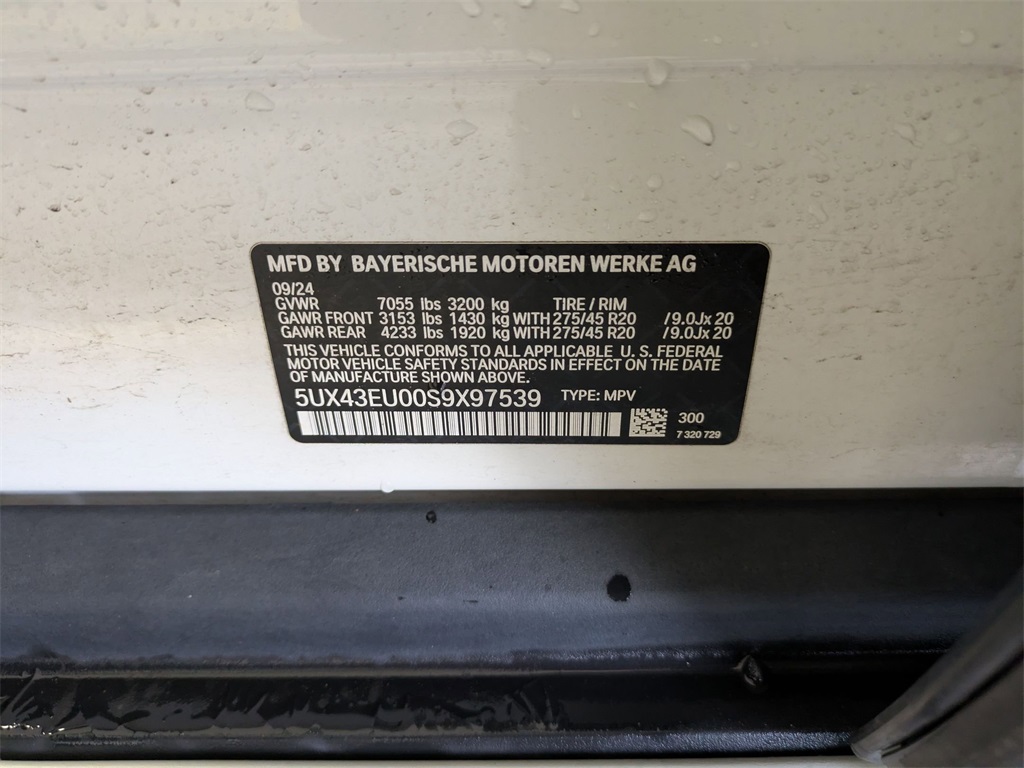 MFD BY BAYERISCHE MOTOREN WERKE AG
09/24
GVWR 7055 lbs 3200 kg TIRE / RIM
GAWR FRONT 3153 lbs 1430 kg WITH 275/45 R20 /9.0Jx 20
GAWR REAR 4233 lbs 1920 kg WITH 275/45 R20 /9.0Jx 20
THIS VEHICLE CONFORMS TO ALL APPLICABLE U. S. FEDERAL
MOTOR VEHICLE SAFETY STANDARDS IN EFFECT ON THE DATE
OF MANUFACTURE SHOWN ABOVE.
5UX43EU00S9X97539 TYPE: MPV
300
7 320 729